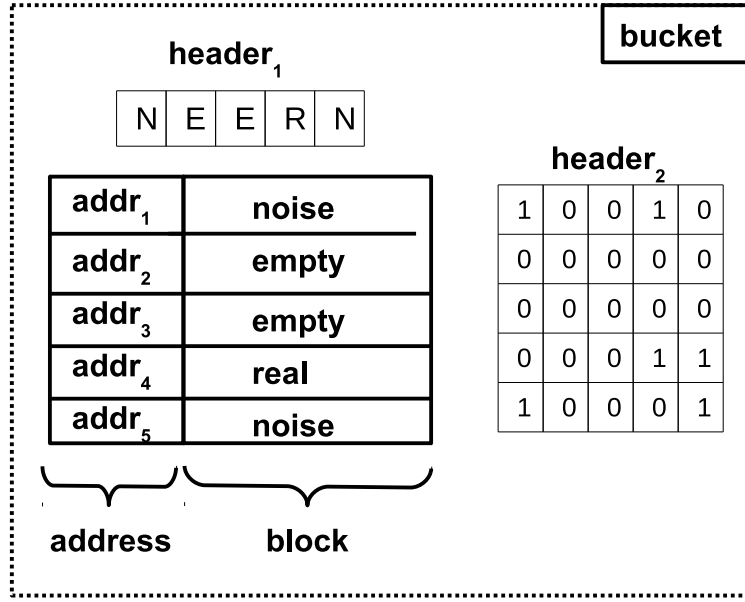 bucket
header₁
N E E R N
addr₁ noise
addr₂ empty
addr₃ empty
addr₄ real
addr₅ noise
address block
header₂
1 0 0 1 0
0 0 0 0 0
0 0 0 0 0
0 0 0 1 1
1 0 0 0 1